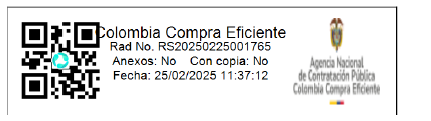 Colombia Compra Eficiente
Rad No. RS20250225001765
Anexos: No Con copia: No
Fecha: 25/02/2025 11:37:12
Agencia Nacional
de Contratación Pública
Colombia Compra Eficiente